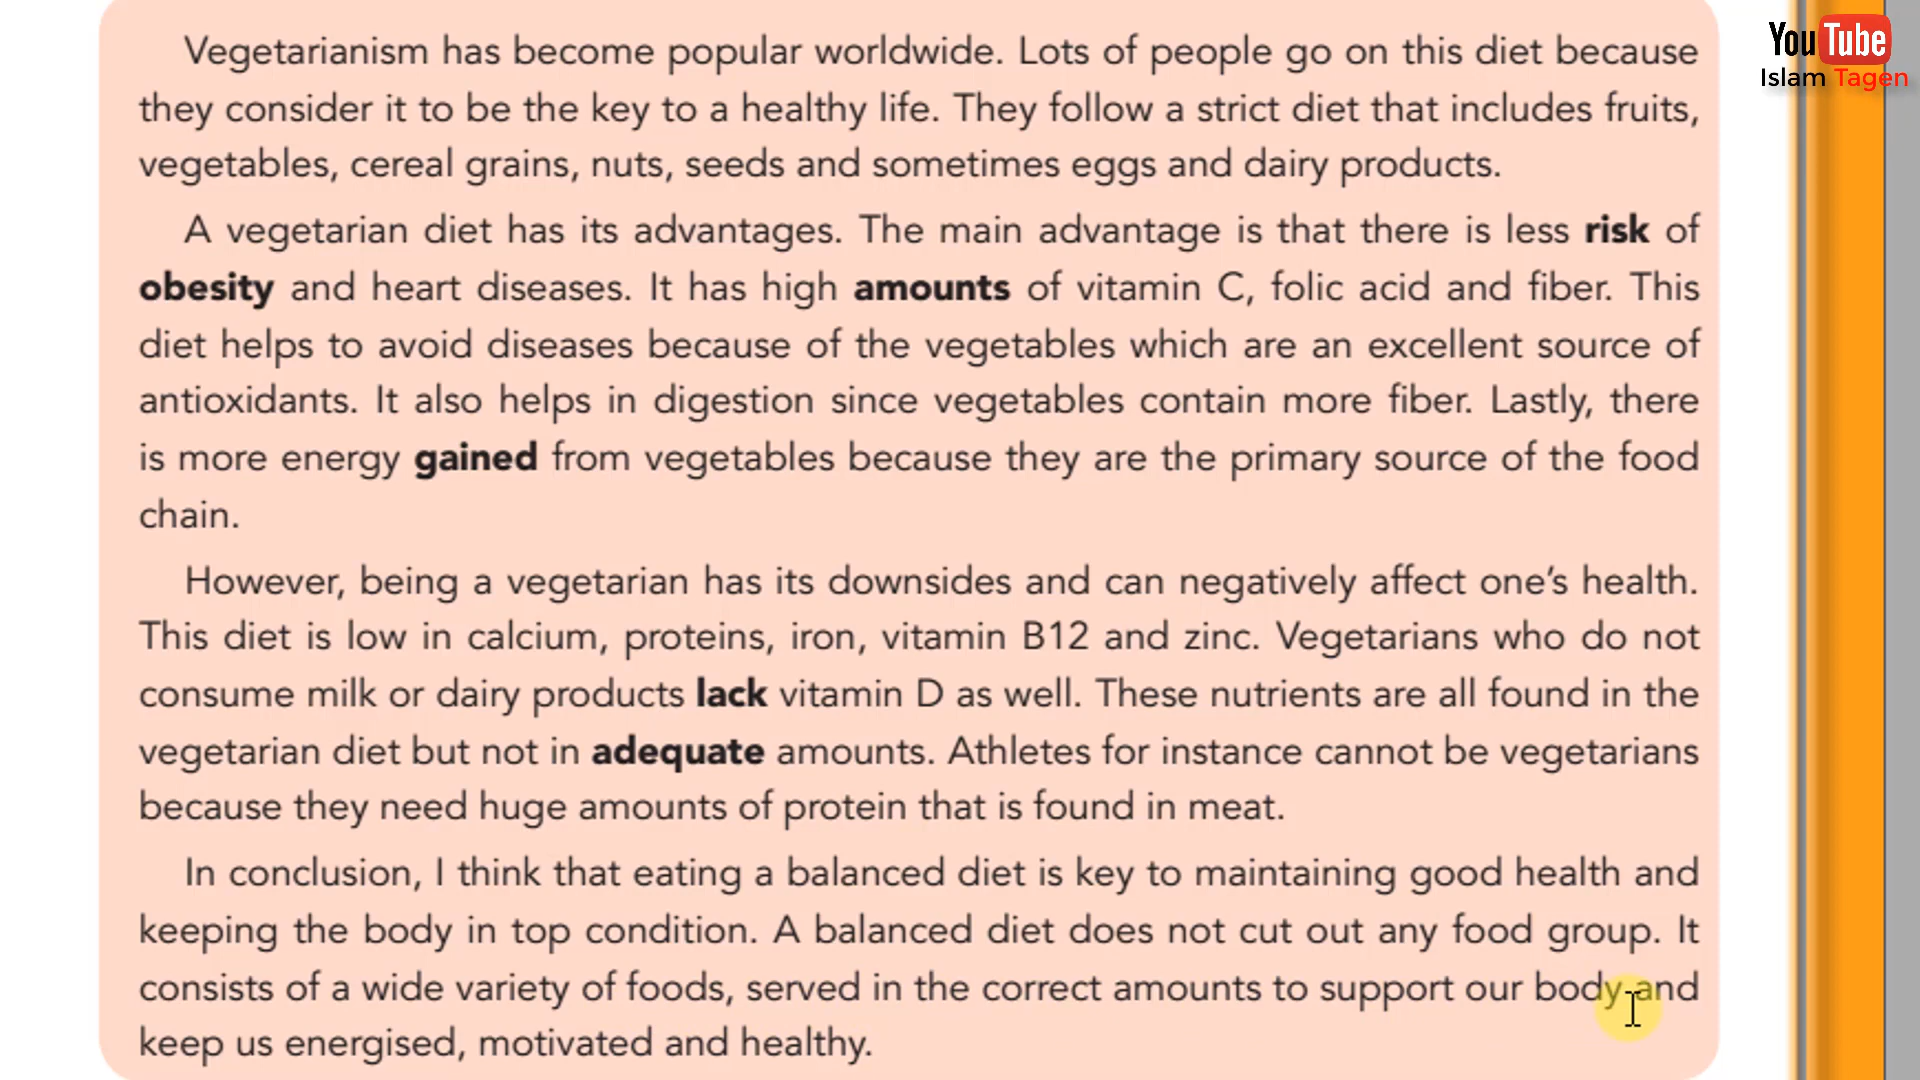 Vegetarianism has become popular worldwide. Lots of people go on this diet because
they consider it to be the key to a healthy life. They follow a strict diet that includes fruits,
vegetables, cereal grains, nuts, seeds and sometimes eggs and dairy products.
A vegetarian diet has its advantages. The main advantage is that there is less risk of
obesity and heart diseases. It has high amounts of vitamin C, folic acid and fiber. This
diet helps to avoid diseases because of the vegetables which are an excellent source of
antioxidants. It also helps in digestion since vegetables contain more fiber. Lastly, there
is more energy gained from vegetables because they are the primary source of the food
chain.
However, being a vegetarian has its downsides and can negatively affect one's health.
This diet is low in calcium, proteins, iron, vitamin B12 and zinc. Vegetarians who do not
consume milk or dairy products lack vitamin D as well. These nutrients are all found in the
vegetarian diet but not in adequate amounts. Athletes for instance cannot be vegetarians
because they need huge amounts of protein that is found in meat.
In conclusion, I think that eating a balanced diet is key to maintaining good health and
keeping the body in top condition. A balanced diet does not cut out any food group. It
consists of a wide variety of foods, served in the correct amounts to support our body and
keep us energised, motivated and healthy.
YouTube
Islam Tagen